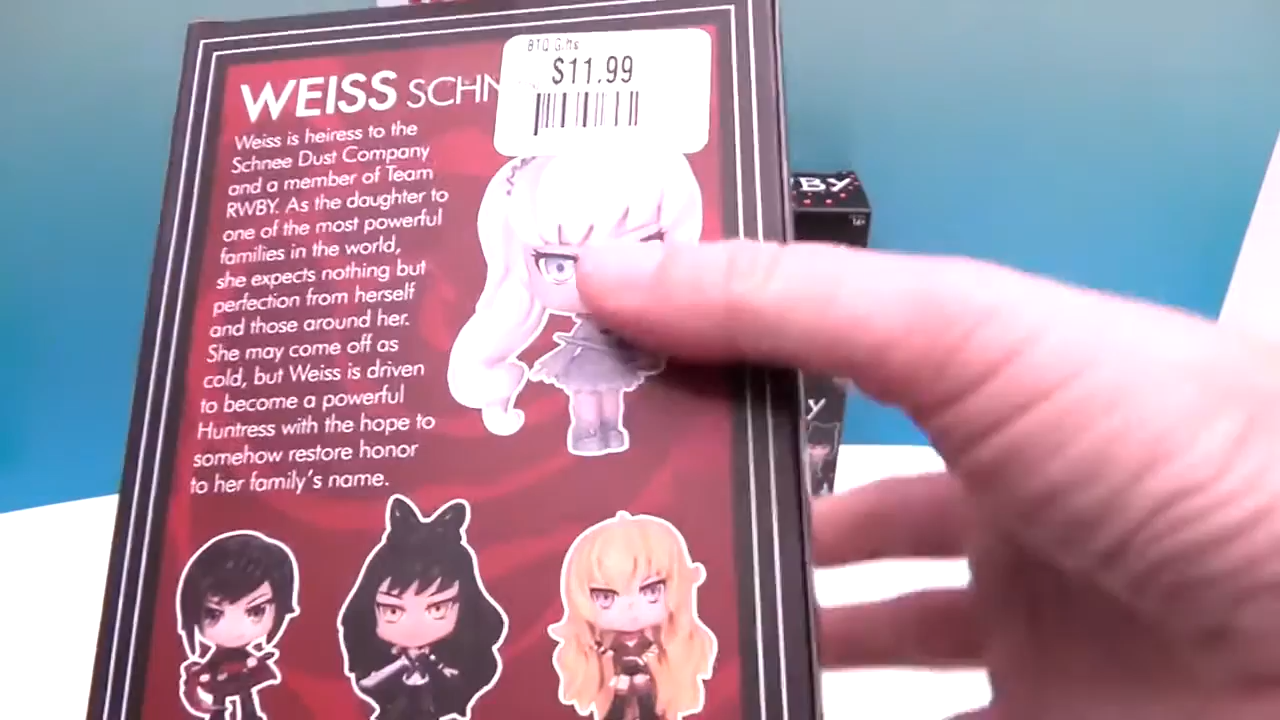 BTQ Gifts
$11.99
WEISS SCHN
Weiss is heiress to the
Schnee Dust Company
and a member of Team
RWBY. As the daughter to
one of the most powerful
families in the world,
she expects nothing but
perfection from herself
and those around her.
She may come off as
cold, but Weiss is driven
to become a powerful
Huntress with the hope to
somehow restore honor
to her family's name.
BY
Y